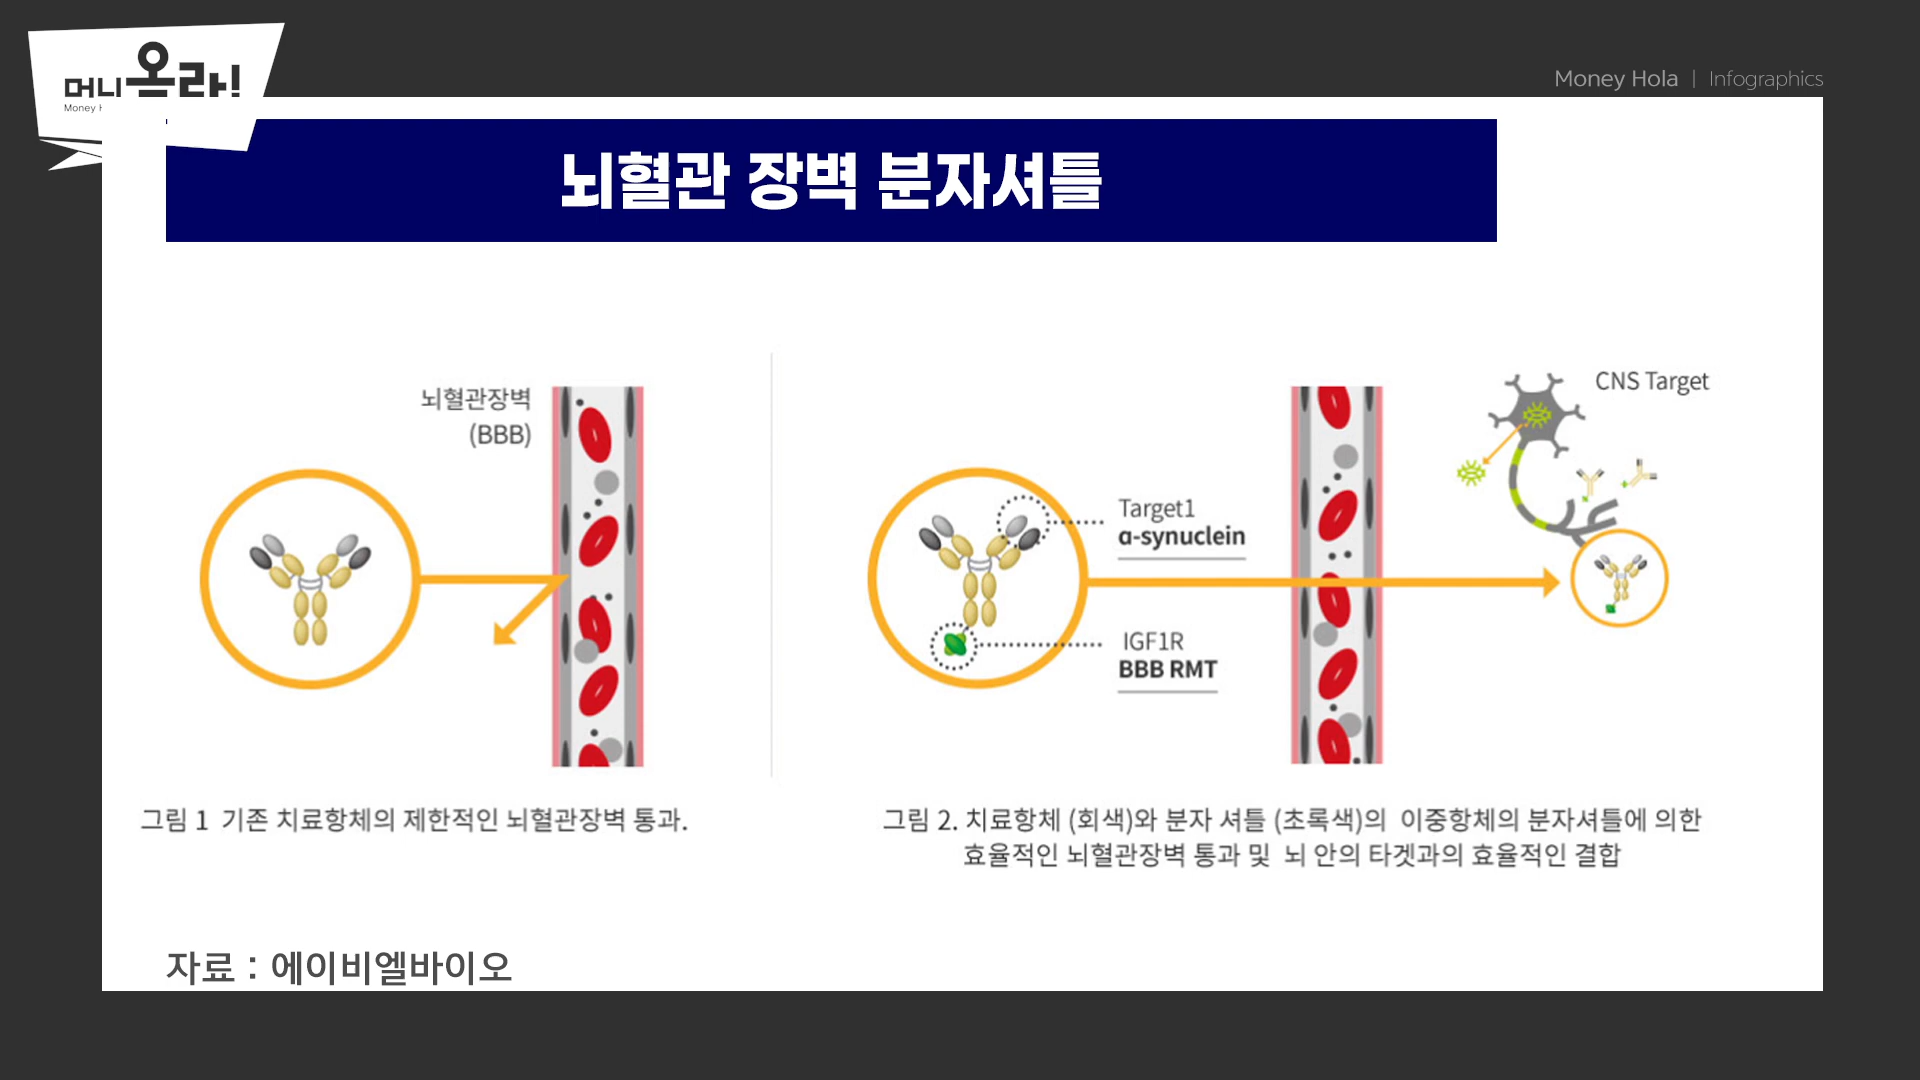 머니올라!
Money H
Money Hola | Infographics
뇌혈관 장벽 분자셔틀
뇌혈관장벽
(BBB)
CNS Target
Target1
α-synuclein
IGF1R
BBB RMT
그림 1 기존 치료항체의 제한적인 뇌혈관장벽 통과.
그림 2. 치료항체 (회색)와 분자 셔틀 (초록색)의 이중항체의 분자셔틀에 의한
효율적인 뇌혈관장벽 통과 및 뇌 안의 타겟과의 효율적인 결합
자료 : 에이비엘바이오